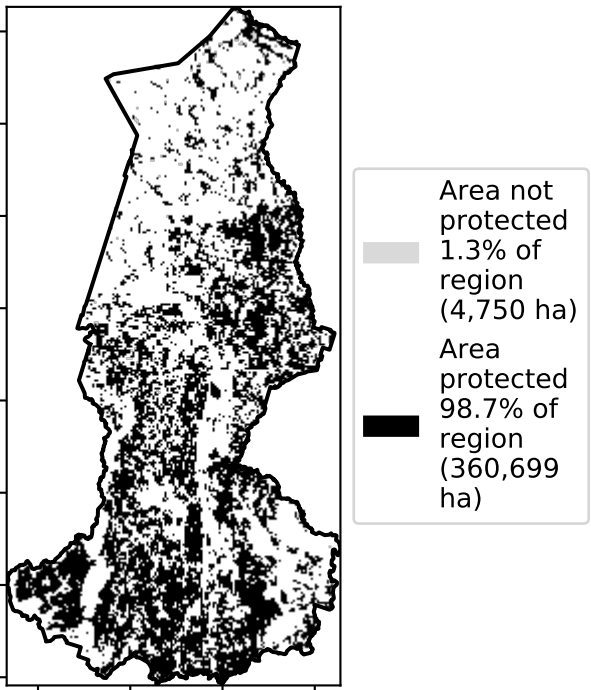 Area not
protected
1.3% of
region
(4,750 ha)
Area
protected
98.7% of
region
(360,699
ha)